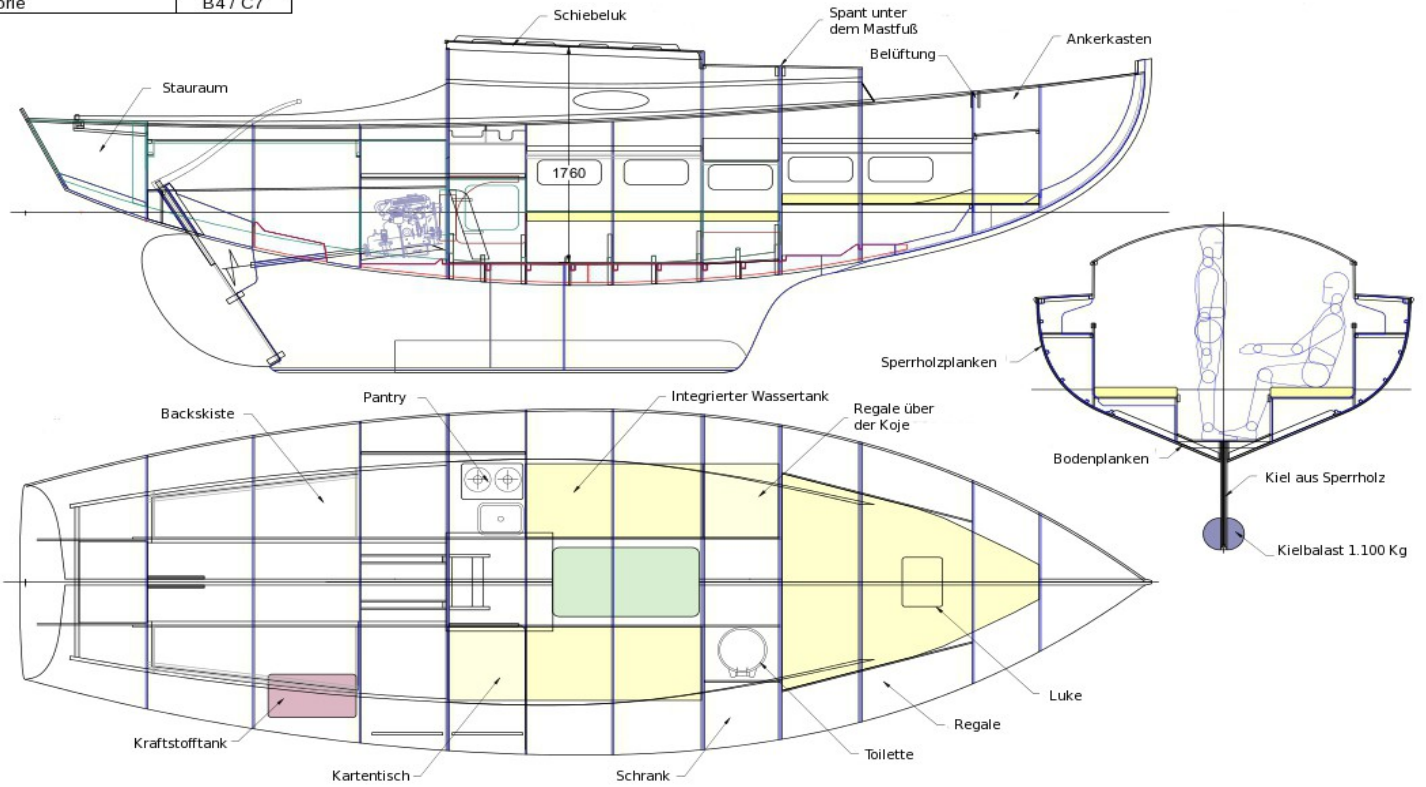 orie B4 / C7
Schiebeluk
Spant unter
dem Mastfuß
Belüftung
Ankerkasten
Stauraum
1760
Sperrholzplanken
Bodenplanken
Kiel aus Sperrholz
Kielbalast 1.100 Kg
Backskiste
Pantry
Integrierter Wassertank
Regale über
der Koje
Kraftstofftank
Kartentisch
Schrank
Toilette
Regale
Luke